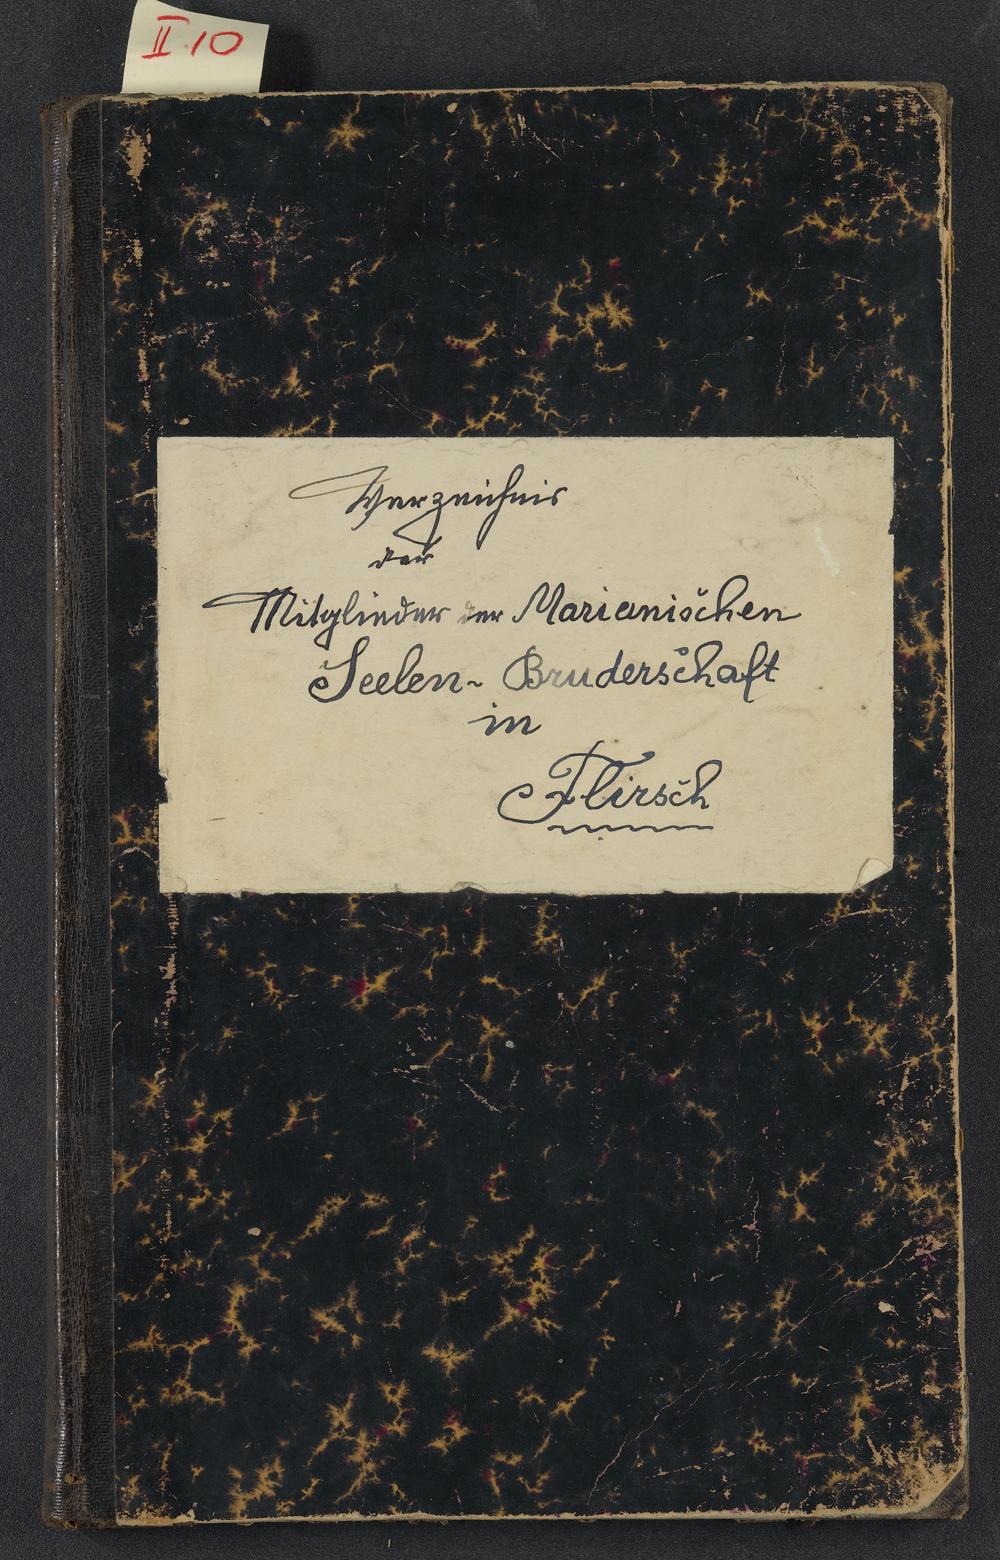 II 10
Verzeichnis
der
Mitglieder der Marianischen
Seelen- Bruderschaft
in
Flirsch